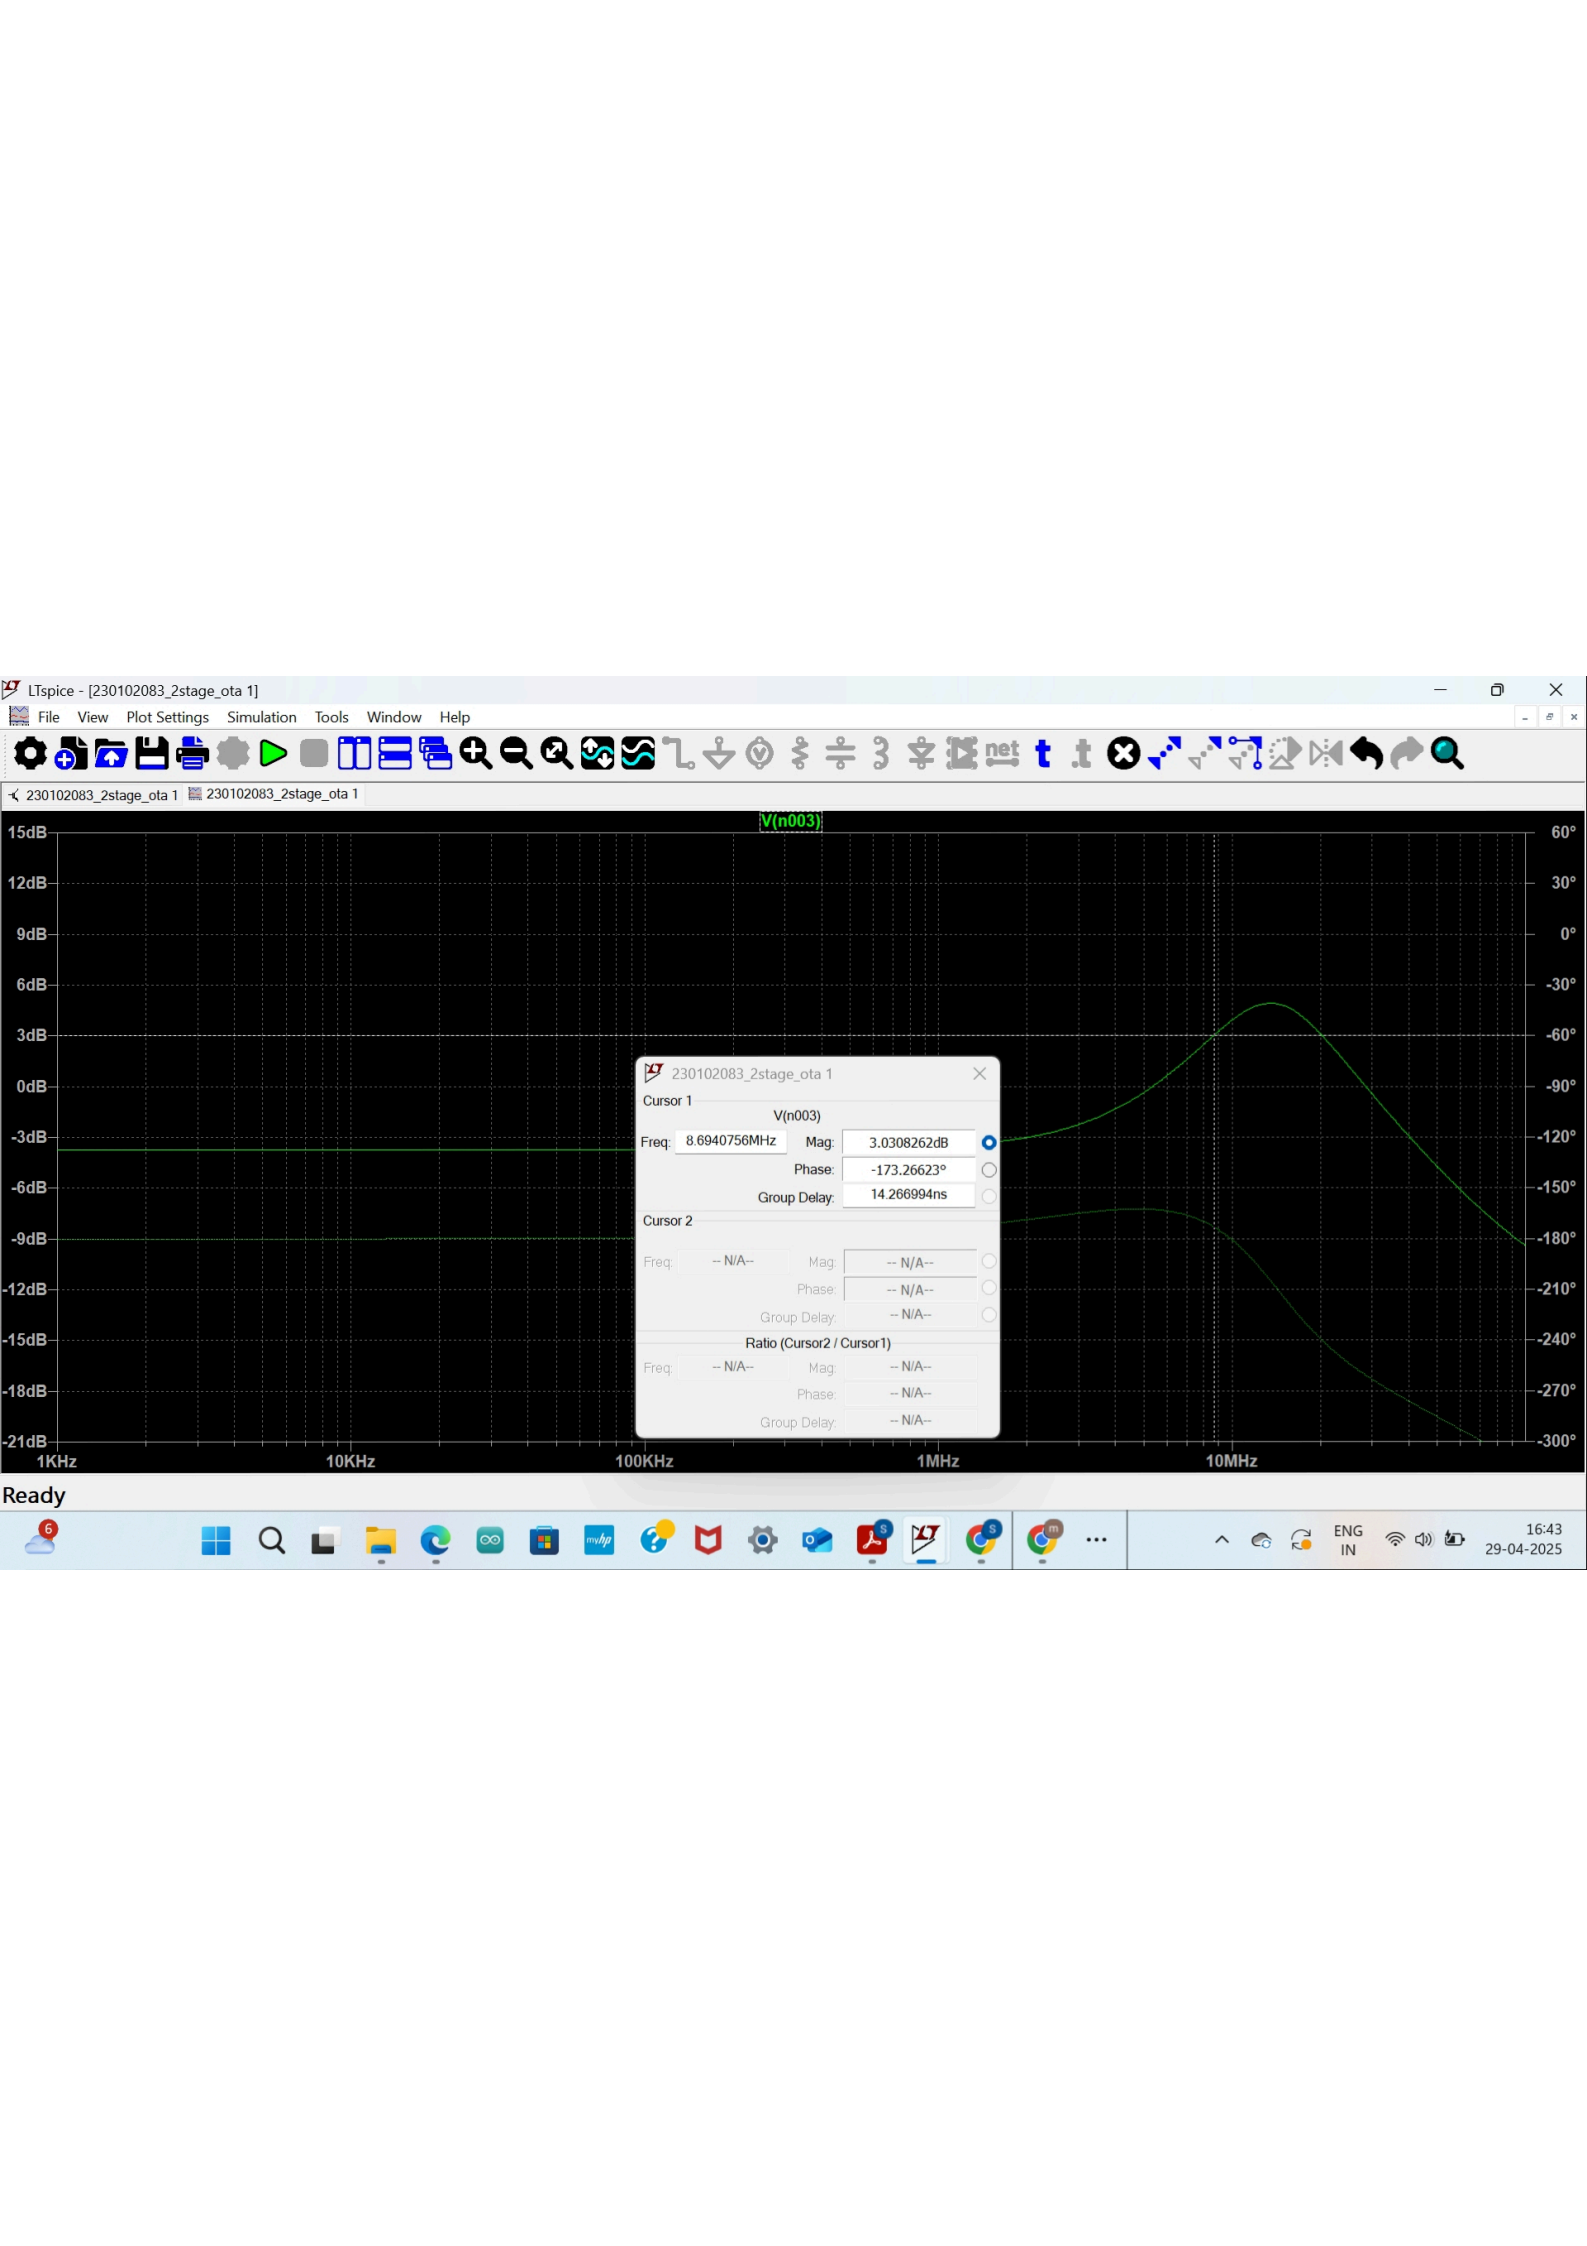 LTspice - [230102083_2stage_ota 1]
File View Plot Settings Simulation Tools Window Help
net t .t
230102083_2stage_ota 1 230102083_2stage_ota 1
V(n003)
15dB 60°
12dB 30°
9dB 0°
6dB -30°
3dB -60°
0dB -90°
-3dB -120°
-6dB -150°
-9dB -180°
-12dB -210°
-15dB -240°
-18dB -270°
-21dB -300°
1KHz 10KHz 100KHz 1MHz 10MHz
230102083_2stage_ota 1
Cursor 1
V(n003)
Freq: 8.6940756MHz Mag: 3.0308262dB
Phase: -173.26623°
Group Delay: 14.266994ns
Cursor 2
Freq: -- N/A-- Mag: -- N/A--
Phase: -- N/A--
Group Delay: -- N/A--
Ratio (Cursor2 / Cursor1)
Freq: -- N/A-- Mag: -- N/A--
Phase: -- N/A--
Group Delay: -- N/A--
Ready
6
myhp
S
S
m
ENG
IN
16:43
29-04-2025